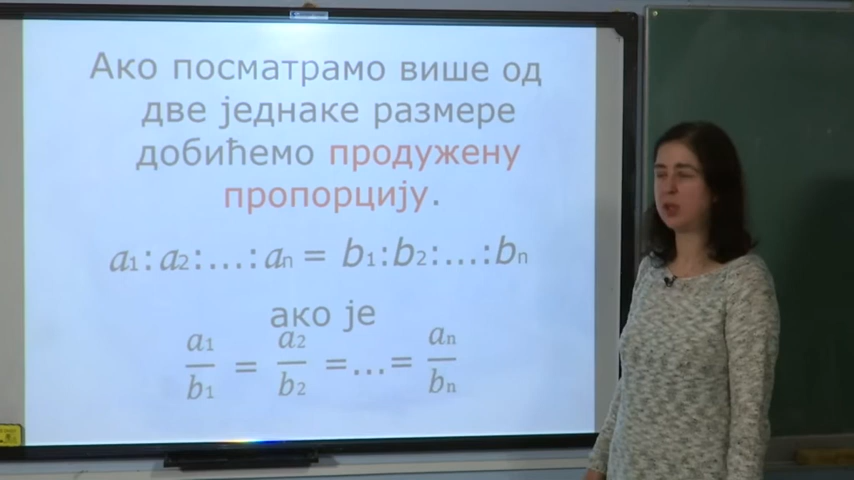 Ако посматрамо више од
две једнаке размере
добићемо продужену
пропорцију.
a₁:a₂:...:aₙ = b₁:b₂:...:bₙ
ако је
a₁/b₁ = a₂/b₂ =...= aₙ/bₙ